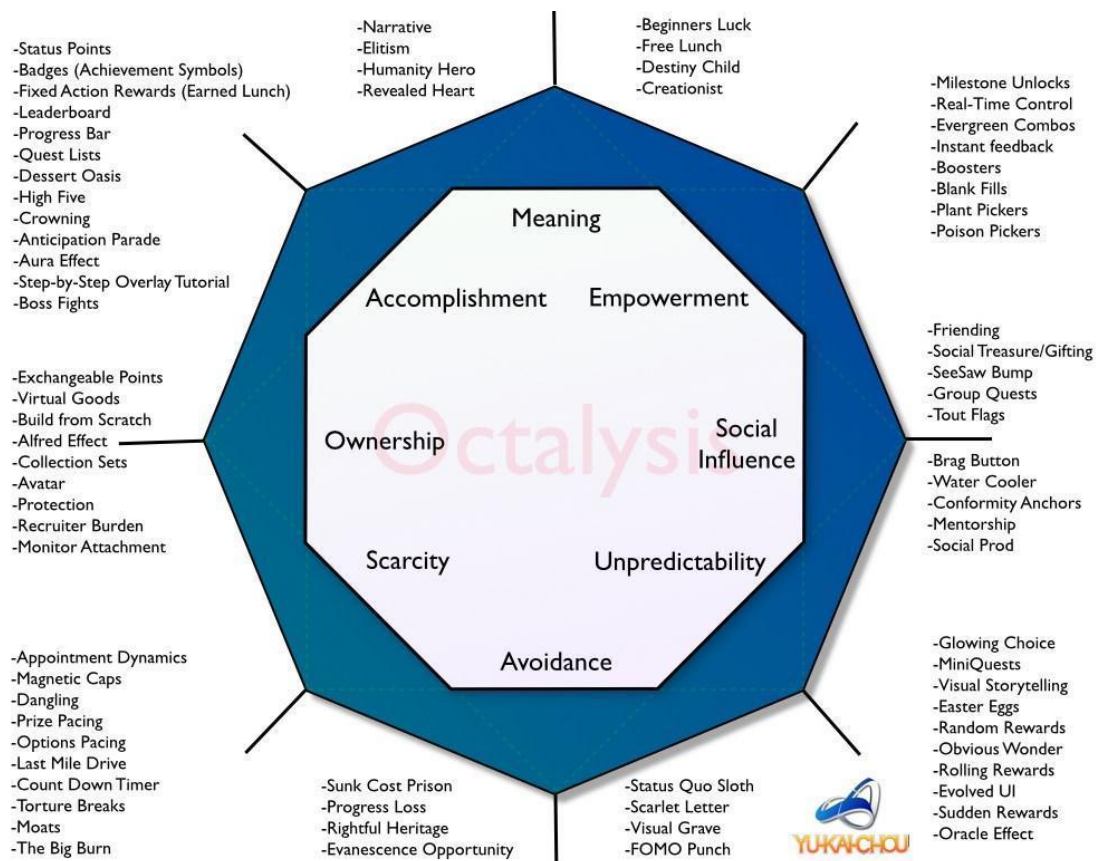 -Narrative
-Elitism
-Humanity Hero
-Revealed Heart
-Beginners Luck
-Free Lunch
-Destiny Child
-Creationist
-Status Points
-Badges (Achievement Symbols)
-Fixed Action Rewards (Earned Lunch)
-Leaderboard
-Progress Bar
-Quest Lists
-Dessert Oasis
-High Five
-Crowning
-Anticipation Parade
-Aura Effect
-Step-by-Step Overlay Tutorial
-Boss Fights
-Milestone Unlocks
-Real-Time Control
-Evergreen Combos
-Instant feedback
-Boosters
-Blank Fills
-Plant Pickers
-Poison Pickers
Meaning
Accomplishment
Empowerment
Ownership
Octalysis
Social
Influence
Scarcity
Unpredictability
Avoidance
-Exchangeable Points
-Virtual Goods
-Build from Scratch
-Alfred Effect
-Collection Sets
-Avatar
-Protection
-Recruiter Burden
-Monitor Attachment
-Friending
-Social Treasure/Gifting
-SeeSaw Bump
-Group Quests
-Tout Flags
-Brag Button
-Water Cooler
-Conformity Anchors
-Mentorship
-Social Prod
-Appointment Dynamics
-Magnetic Caps
-Dangling
-Prize Pacing
-Options Pacing
-Last Mile Drive
-Count Down Timer
-Torture Breaks
-Moats
-The Big Burn
-Sunk Cost Prison
-Progress Loss
-Rightful Heritage
-Evanescence Opportunity
-Status Quo Sloth
-Scarlet Letter
-Visual Grave
-FOMO Punch
-Glowing Choice
-MiniQuests
-Visual Storytelling
-Easter Eggs
-Random Rewards
-Obvious Wonder
-Rolling Rewards
-Evolved UI
-Sudden Rewards
-Oracle Effect
YU-KAI-CHOU